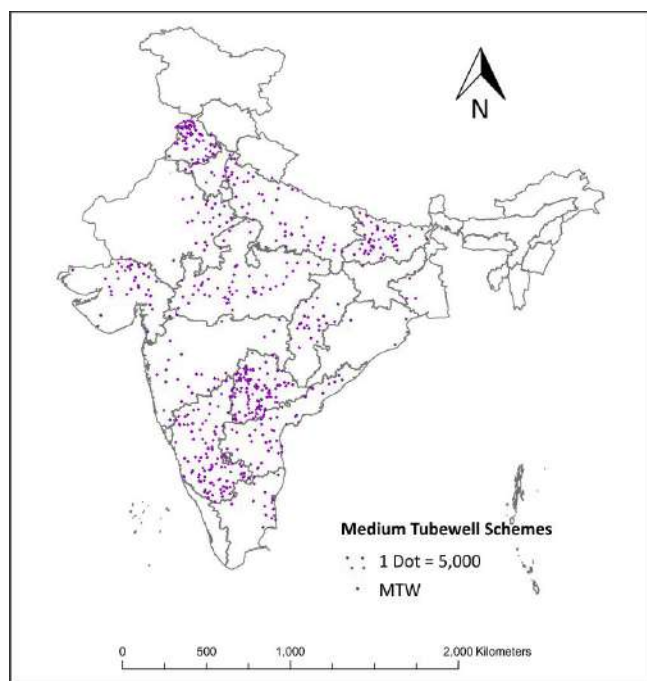 N
Medium Tubewell Schemes
1 Dot = 5,000
MTW
0 500 1,000 2,000 Kilometers